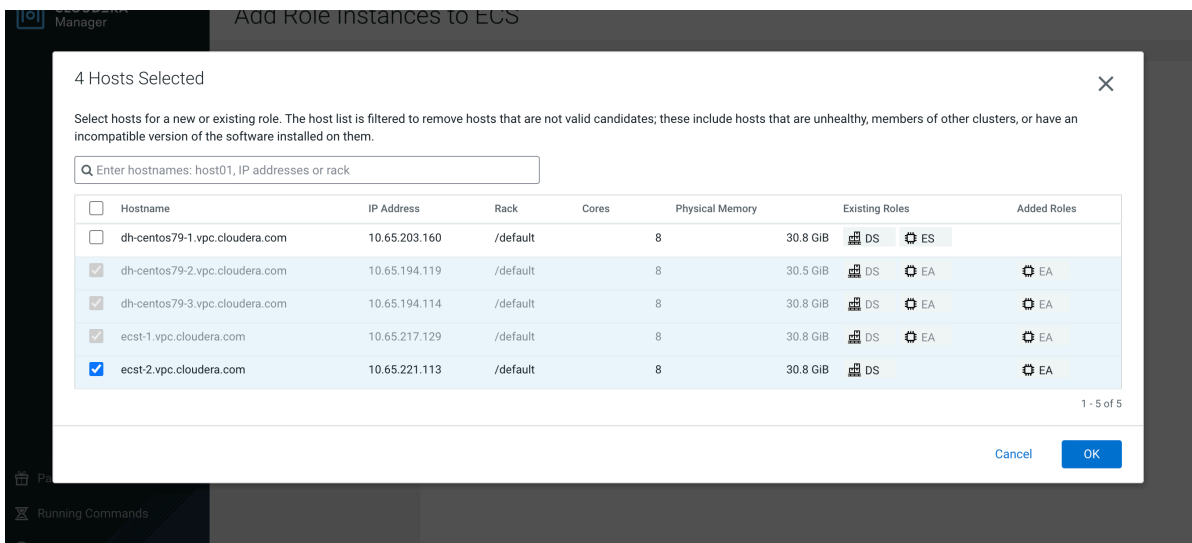 Manager
Add Role Instances to ECS
4 Hosts Selected
Select hosts for a new or existing role. The host list is filtered to remove hosts that are not valid candidates; these include hosts that are unhealthy, members of other clusters, or have an
incompatible version of the software installed on them.
Enter hostnames: host01, IP addresses or rack
Hostname IP Address Rack Cores Physical Memory Existing Roles Added Roles
dh-centos79-1.vpc.cloudera.com 10.65.203.160 /default 8 30.8 GiB DS ES
dh-centos79-2.vpc.cloudera.com 10.65.194.119 /default 8 30.5 GiB DS EA EA
dh-centos79-3.vpc.cloudera.com 10.65.194.114 /default 8 30.8 GiB DS EA EA
ecst-1.vpc.cloudera.com 10.65.217.129 /default 8 30.8 GiB DS EA EA
ecst-2.vpc.cloudera.com 10.65.221.113 /default 8 30.8 GiB DS EA
1 - 5 of 5
Cancel OK
Pa
Running Commands